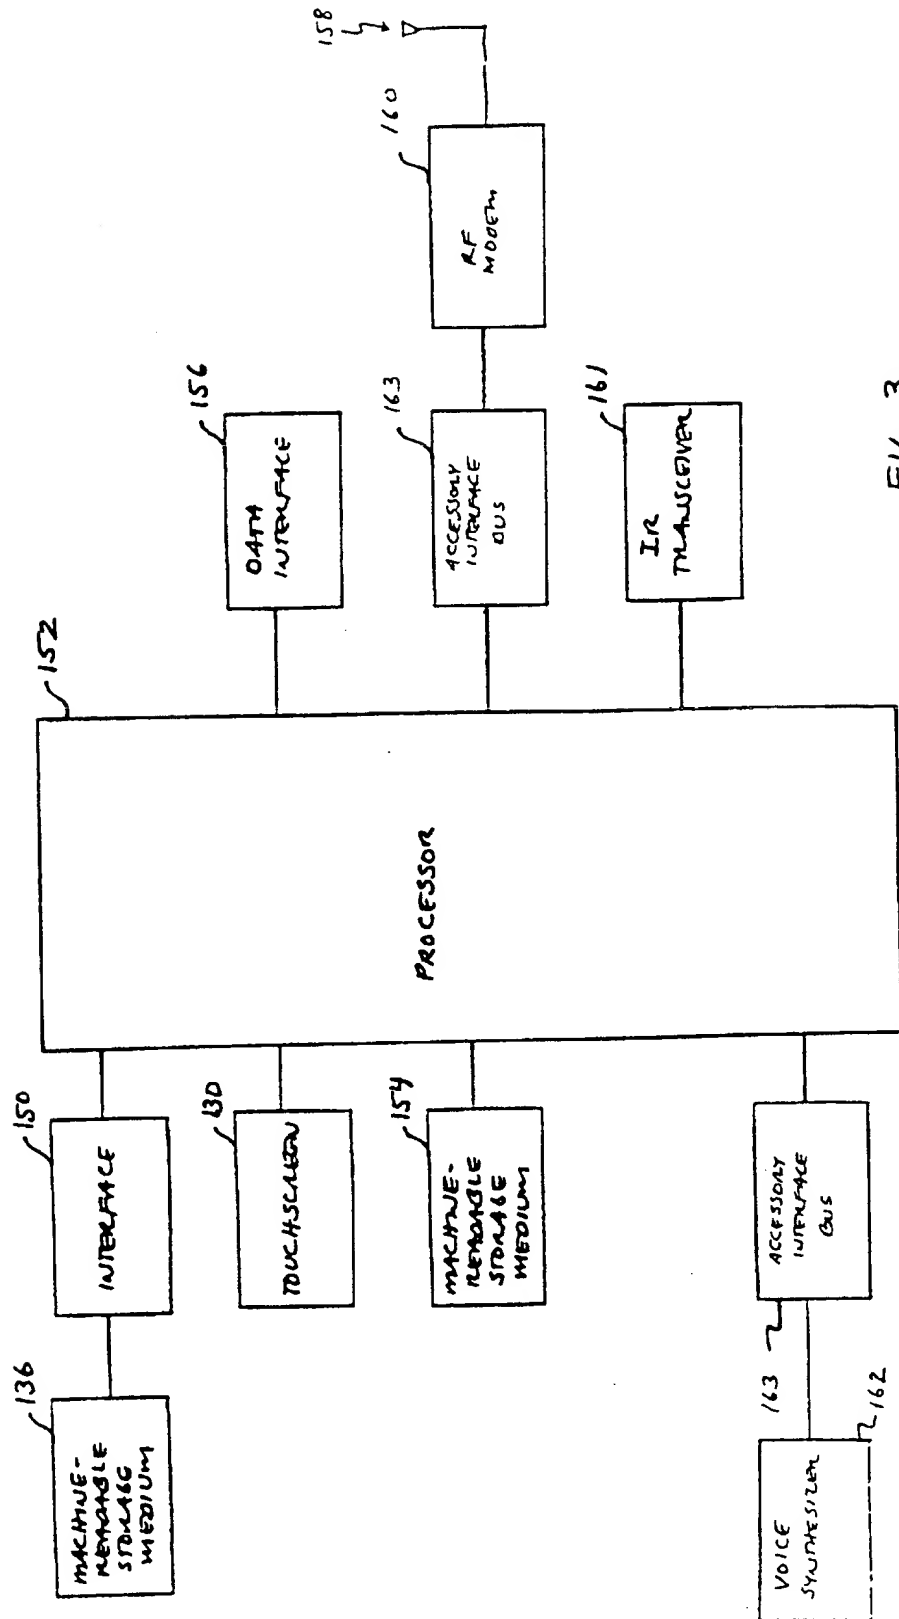 136
MACHINE-
READABLE
STORAGE
MEDIUM
150
INTERFACE
130
TOUCHSCREEN
154
MACHINE-
READABLE
STORAGE
MEDIUM
VOICE
SYNTHESIZER
162
163
ACCESSORY
INTERFACE
BUS
152
PROCESSOR
156
DATA
INTERFACE
163
ACCESSORY
INTERFACE
BUS
161
IR
TRANSCEIVER
160
RF
MODEM
158
3